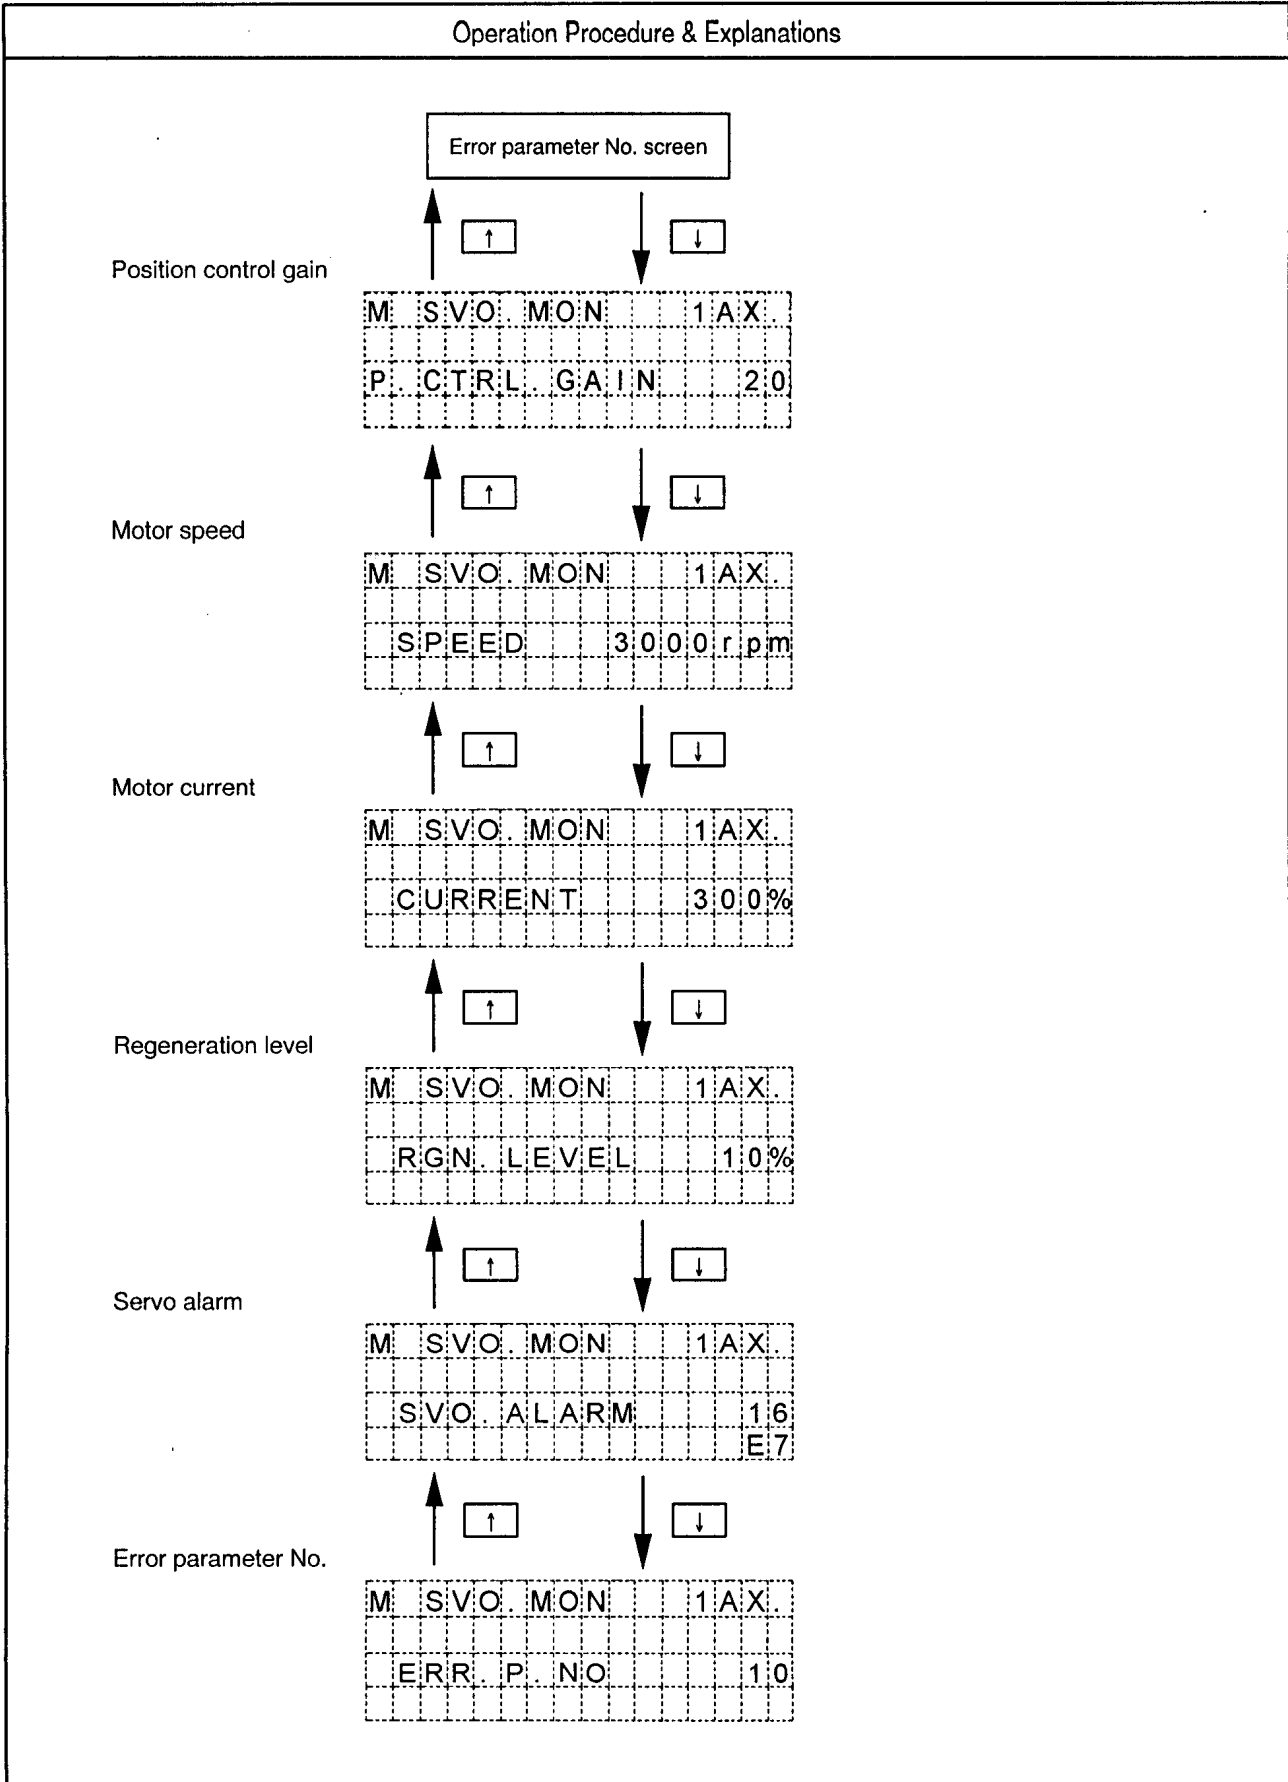 Operation Procedure & Explanations
Error parameter No. screen
↑ ↓
Position control gain
M SVO. MON 1AX.
P. CTRL. GAIN 20
↑ ↓
Motor speed
M SVO. MON 1AX.
SPEED 3000rpm
↑ ↓
Motor current
M SVO. MON 1AX.
CURRENT 300%
↑ ↓
Regeneration level
M SVO. MON 1AX.
RGN. LEVEL 10%
↑ ↓
Servo alarm
M SVO. MON 1AX.
SVO. ALARM 16
E7
↑ ↓
Error parameter No.
M SVO. MON 1AX.
ERR. P. NO 10